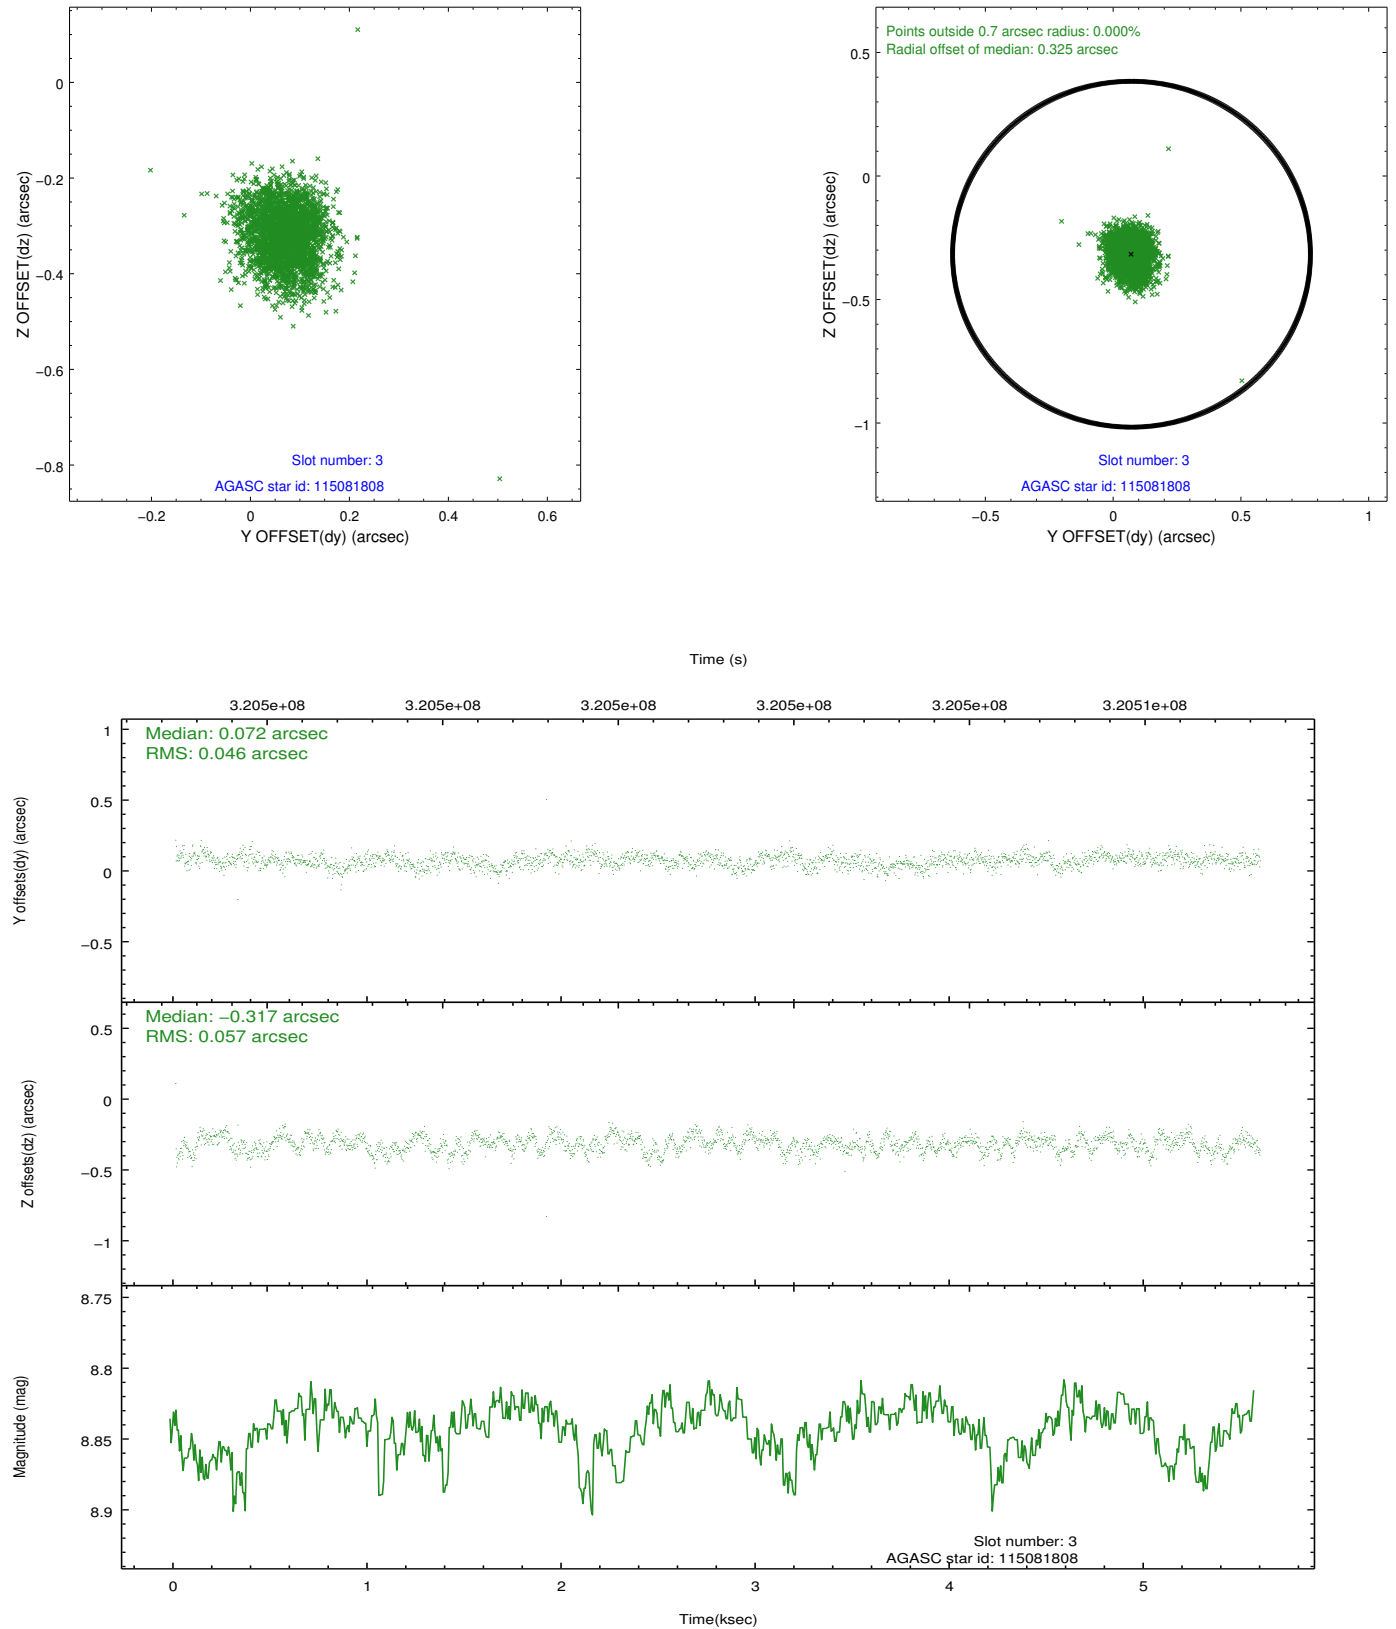 0
−0.2
−0.4
−0.6
−0.8
Z OFFSET(dz) (arcsec)
Slot number: 3
AGASC star id: 115081808
−0.2
0
0.2
0.4
0.6
Y OFFSET(dy) (arcsec)
Points outside 0.7 arcsec radius: 0.000%
Radial offset of median: 0.325 arcsec
0.5
0
−0.5
−1
Z OFFSET(dz) (arcsec)
Slot number: 3
AGASC star id: 115081808
−0.5
0
0.5
1
Y OFFSET(dy) (arcsec)
Time (s)
3.205e+08
3.205e+08
3.205e+08
3.205e+08
3.205e+08
3.2051e+08
Median: 0.072 arcsec
RMS: 0.046 arcsec
1
0.5
0
−0.5
Y offsets(dy) (arcsec)
Median: −0.317 arcsec
RMS: 0.057 arcsec
0.5
0
−0.5
−1
Z offsets(dz) (arcsec)
8.75
8.8
8.85
8.9
Magnitude (mag)
Slot number: 3
AGASC star id: 115081808
0
1
2
3
4
5
Time(ksec)